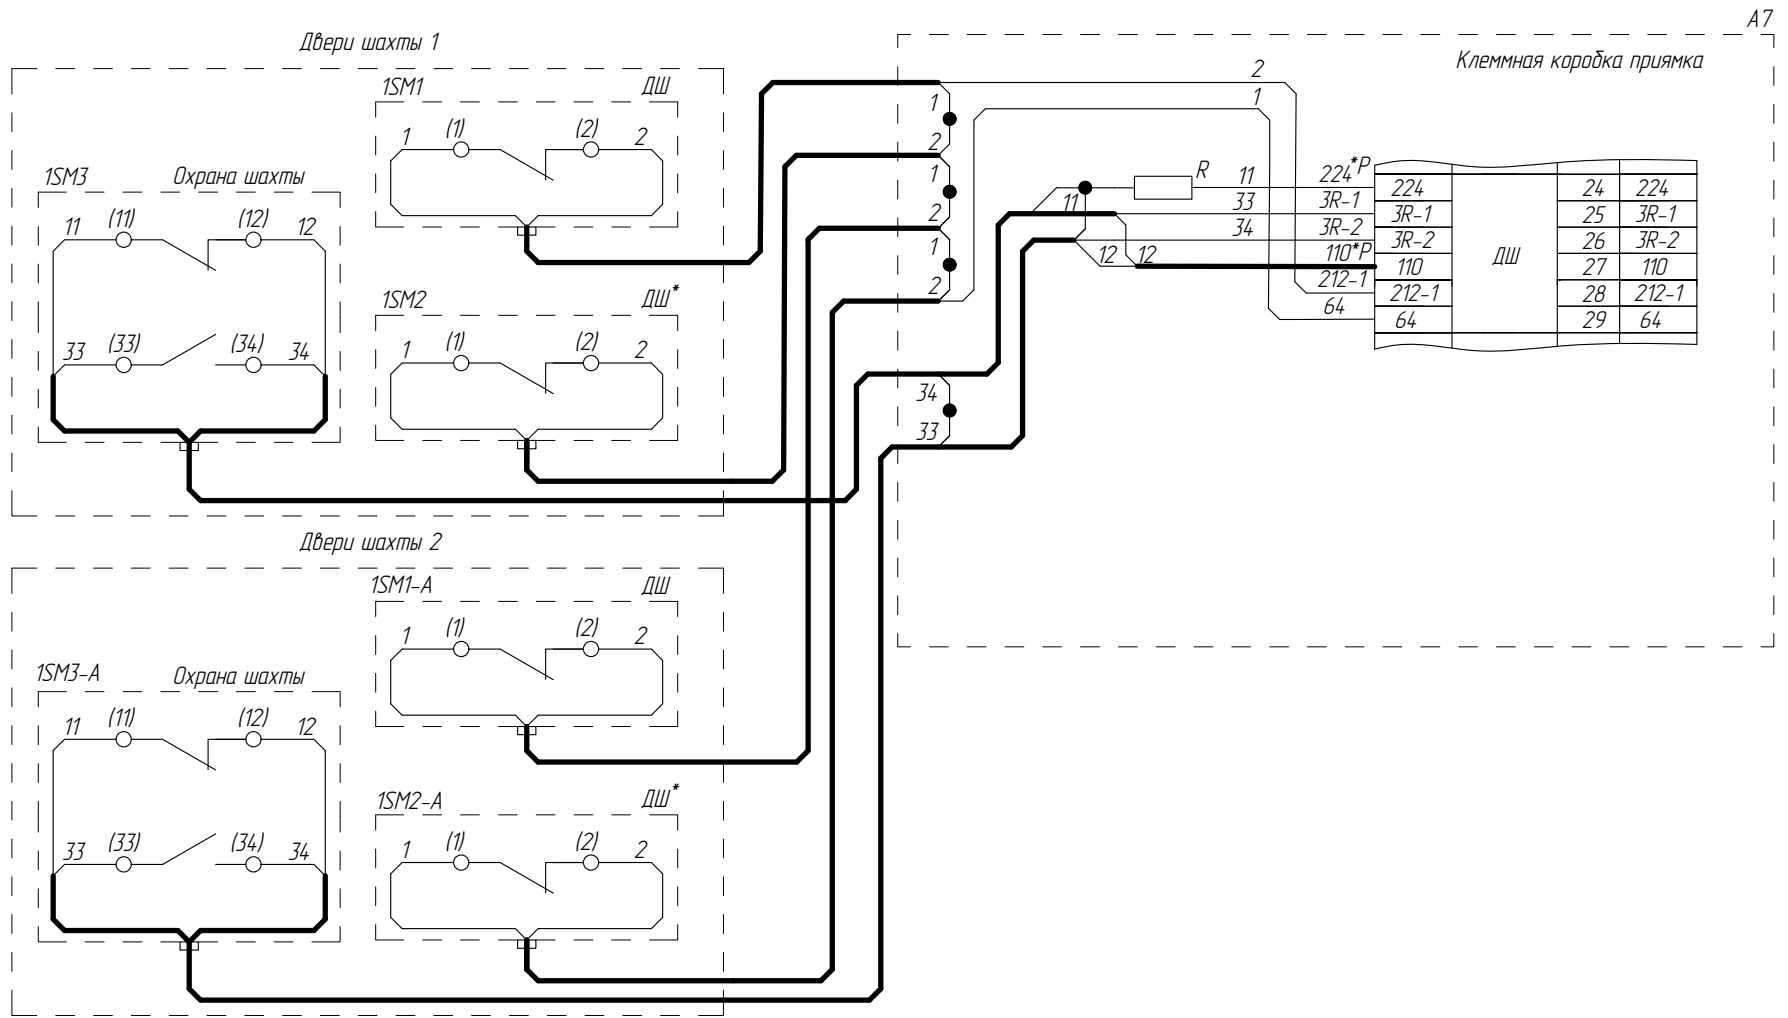 Двери шахты 1
1SM1 ДШ
1 (1) (2) 2
1SM3 Охрана шахты
11 (11) (12) 12
33 (33) (34) 34
1SM2 ДШ*
1 (1) (2) 2
Двери шахты 2
1SM1-A ДШ
1 (1) (2) 2
1SM3-A Охрана шахты
11 (11) (12) 12
33 (33) (34) 34
1SM2-A ДШ*
1 (1) (2) 2
A7
Клеммная коробка приямка
2
1
1
2
1
2
1
2
34
33
R 11 224*P
11 33 3R-1
34 3R-2
12 12 110*P
212-1
64
224 24 224
3R-1 25 3R-1
3R-2 ДШ 26 3R-2
110 27 110
212-1 28 212-1
64 29 64